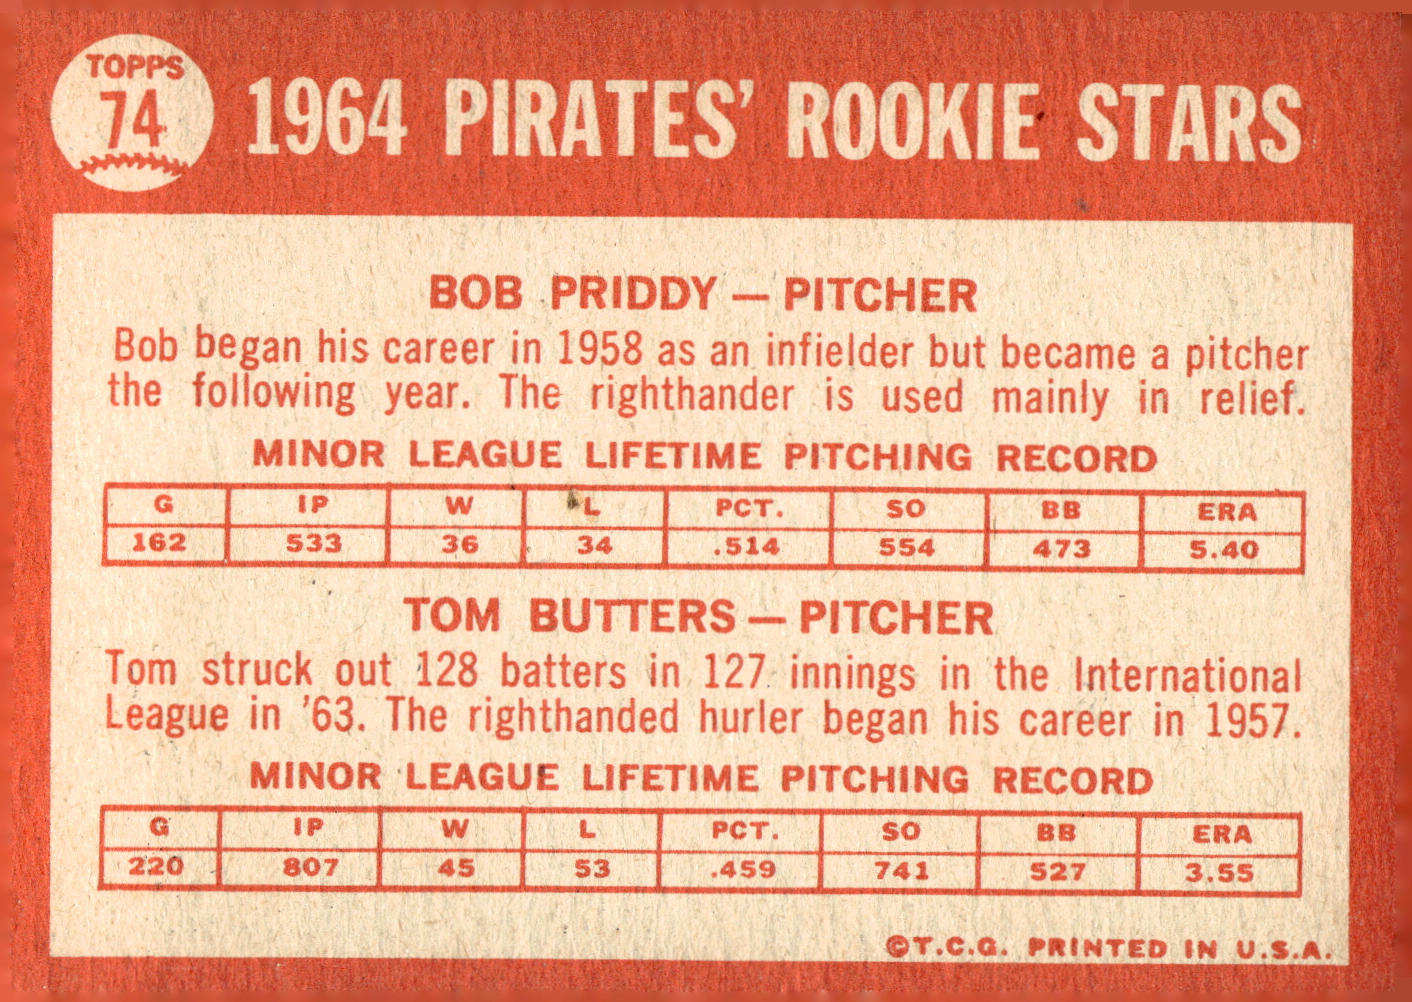 TOPPS
74
1964 PIRATES' ROOKIE STARS
BOB PRIDDY — PITCHER
Bob began his career in 1958 as an infielder but became a pitcher
the following year. The righthander is used mainly in relief.
MINOR LEAGUE LIFETIME PITCHING RECORD
G IP W L PCT. SO BB ERA
162 533 36 34 .514 554 473 5.40
TOM BUTTERS — PITCHER
Tom struck out 128 batters in 127 innings in the International
League in '63. The righthanded hurler began his career in 1957.
MINOR LEAGUE LIFETIME PITCHING RECORD
G IP W L PCT. SO BB ERA
220 807 45 53 .459 741 527 3.55
©T.C.G. PRINTED IN U.S.A.